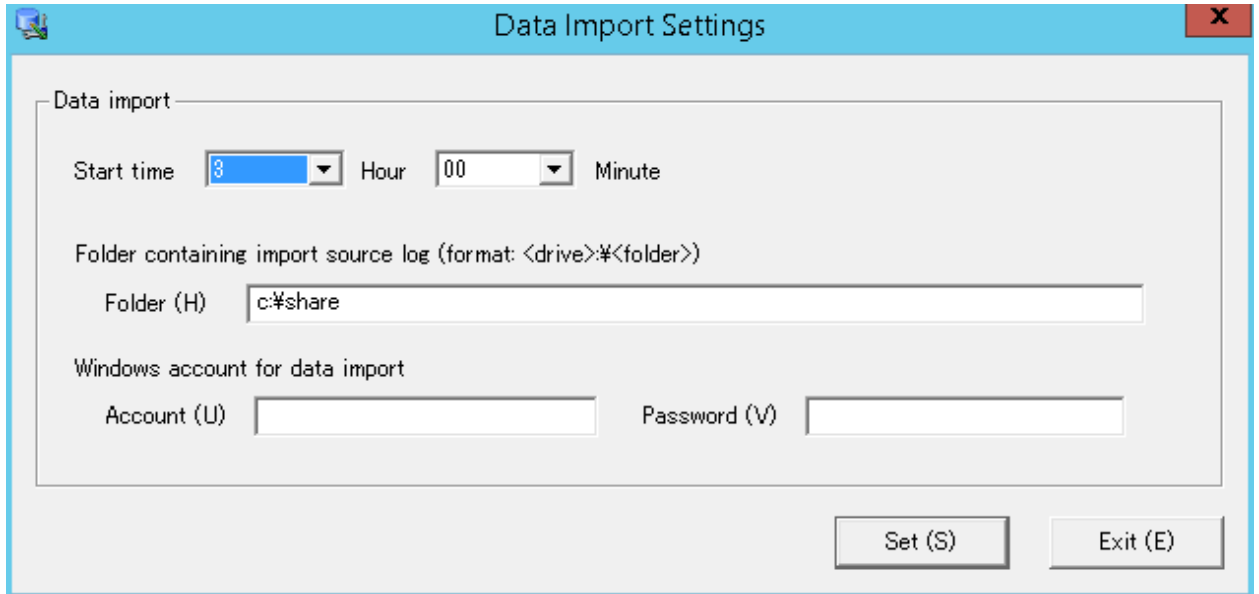 Data Import Settings
x
Data import
Start time 3 Hour 00 Minute
Folder containing import source log (format: <drive>:¥<folder>)
Folder (H) c:¥share
Windows account for data import
Account (U) Password (V)
Set (S) Exit (E)